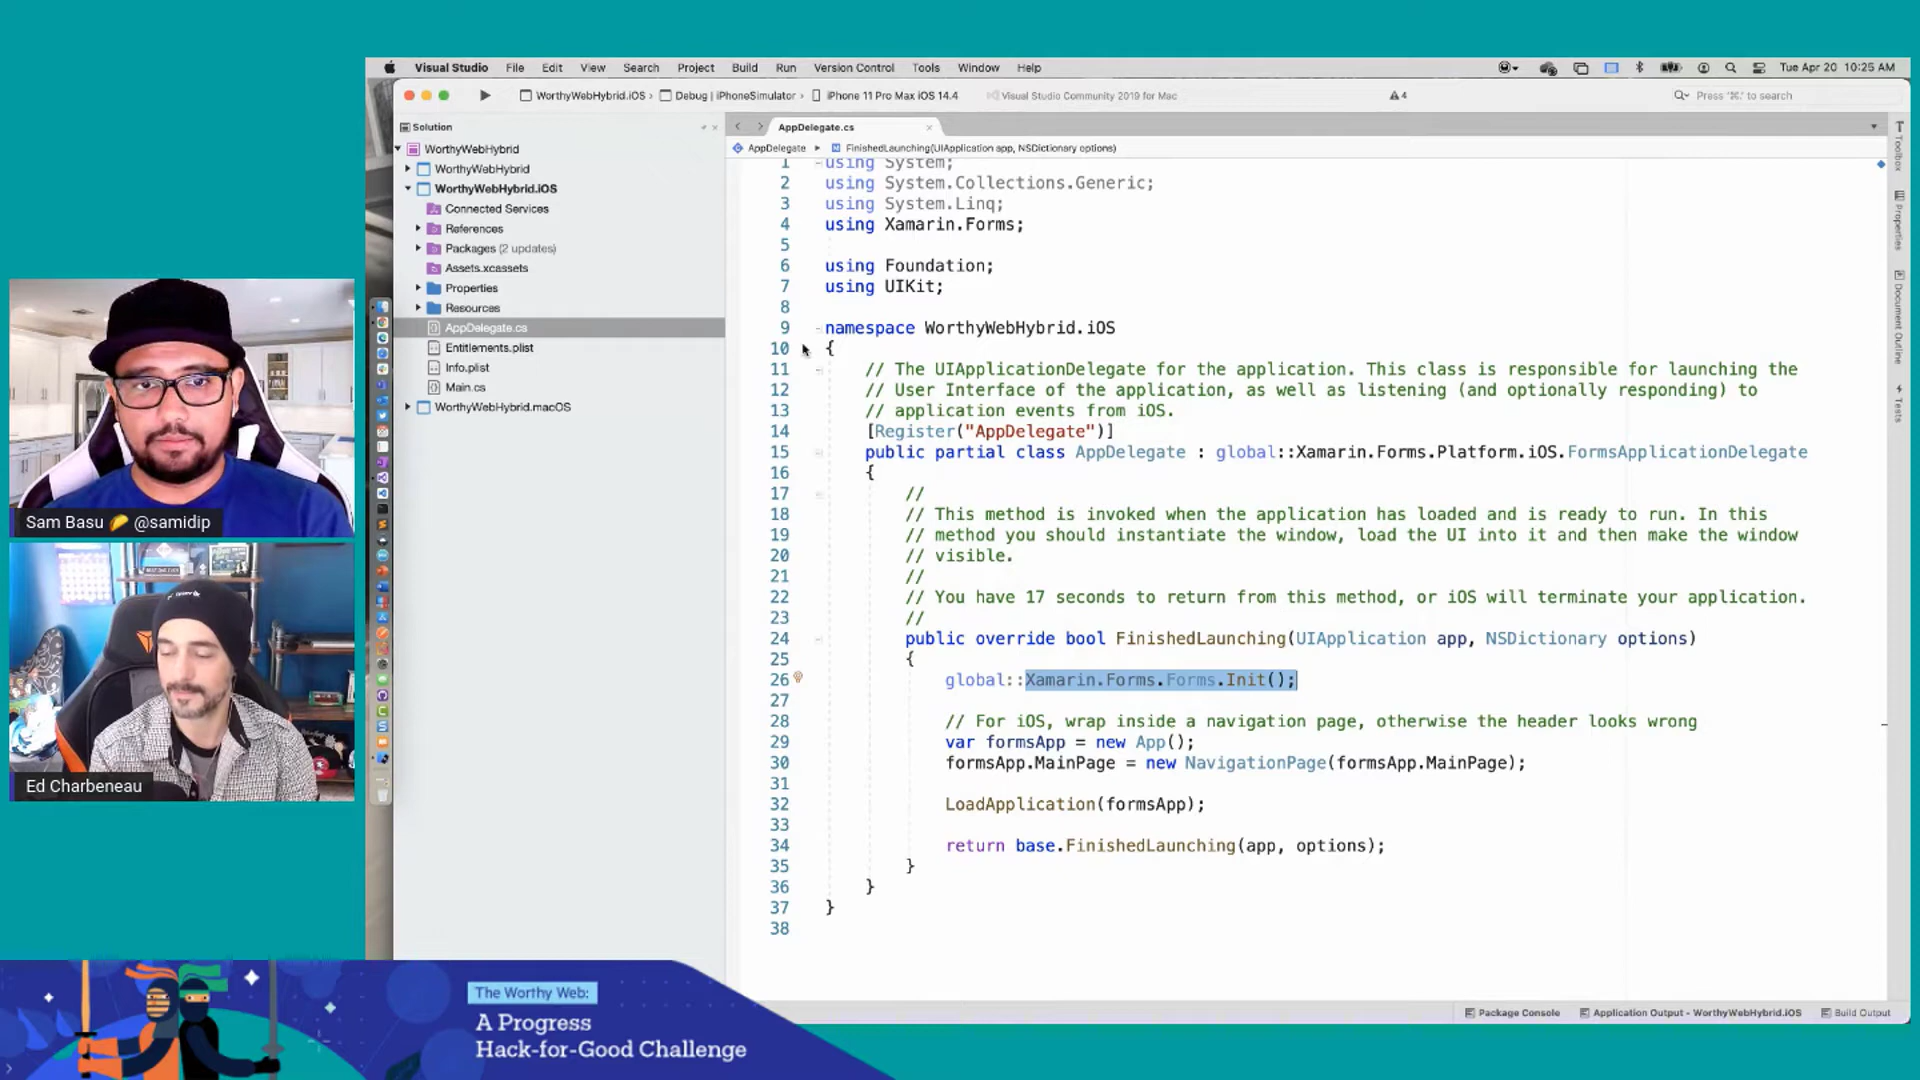 Visual Studio File Edit View Search Project Build Run Version Control Tools Window Help
Tue Apr 20 10:25 AM
WorthyWebHybrid.iOS > Debug | iPhoneSimulator > iPhone 11 Pro Max iOS 14.4
Visual Studio Community 2019 for Mac
4
Press '⌘.' to search
Solution
WorthyWebHybrid
WorthyWebHybrid
WorthyWebHybrid.iOS
Connected Services
References
Packages (2 updates)
Assets.xcassets
Properties
Resources
AppDelegate.cs
Entitlements.plist
Info.plist
Main.cs
WorthyWebHybrid.macOS
AppDelegate.cs
AppDelegate
FinishedLaunching(UIApplication app, NSDictionary options)
1 using System;
2 using System.Collections.Generic;
3 using System.Linq;
4 using Xamarin.Forms;
5
6 using Foundation;
7 using UIKit;
8
9 namespace WorthyWebHybrid.iOS
10 {
11 // The UIApplicationDelegate for the application. This class is responsible for launching the
12 // User Interface of the application, as well as listening (and optionally responding) to
13 // application events from iOS.
14 [Register("AppDelegate")]
15 public partial class AppDelegate : global::Xamarin.Forms.Platform.iOS.FormsApplicationDelegate
16 {
17 //
18 // This method is invoked when the application has loaded and is ready to run. In this
19 // method you should instantiate the window, load the UI into it and then make the window
20 // visible.
21 //
22 // You have 17 seconds to return from this method, or iOS will terminate your application.
23 //
24 public override bool FinishedLaunching(UIApplication app, NSDictionary options)
25 {
26 global::Xamarin.Forms.Forms.Init();
27
28 // For iOS, wrap inside a navigation page, otherwise the header looks wrong
29 var formsApp = new App();
30 formsApp.MainPage = new NavigationPage(formsApp.MainPage);
31
32 LoadApplication(formsApp);
33
34 return base.FinishedLaunching(app, options);
35 }
36 }
37 }
38
Toolbox
Properties
Document Outline
Tests
Package Console
Application Output - WorthyWebHybrid.iOS
Build Output
Sam Basu 🌮 @samidip
Ed Charbeneau
The Worthy Web:
A Progress
Hack-for-Good Challenge